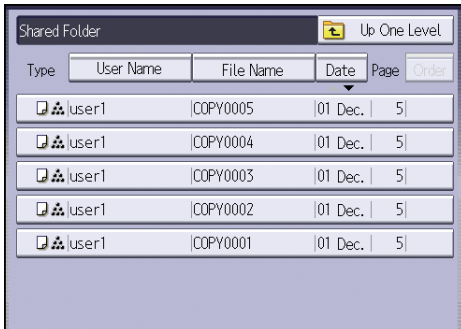 Shared Folder Up One Level
Type User Name File Name Date Page Order
user1 COPY0005 01 Dec. 5
user1 COPY0004 01 Dec. 5
user1 COPY0003 01 Dec. 5
user1 COPY0002 01 Dec. 5
user1 COPY0001 01 Dec. 5